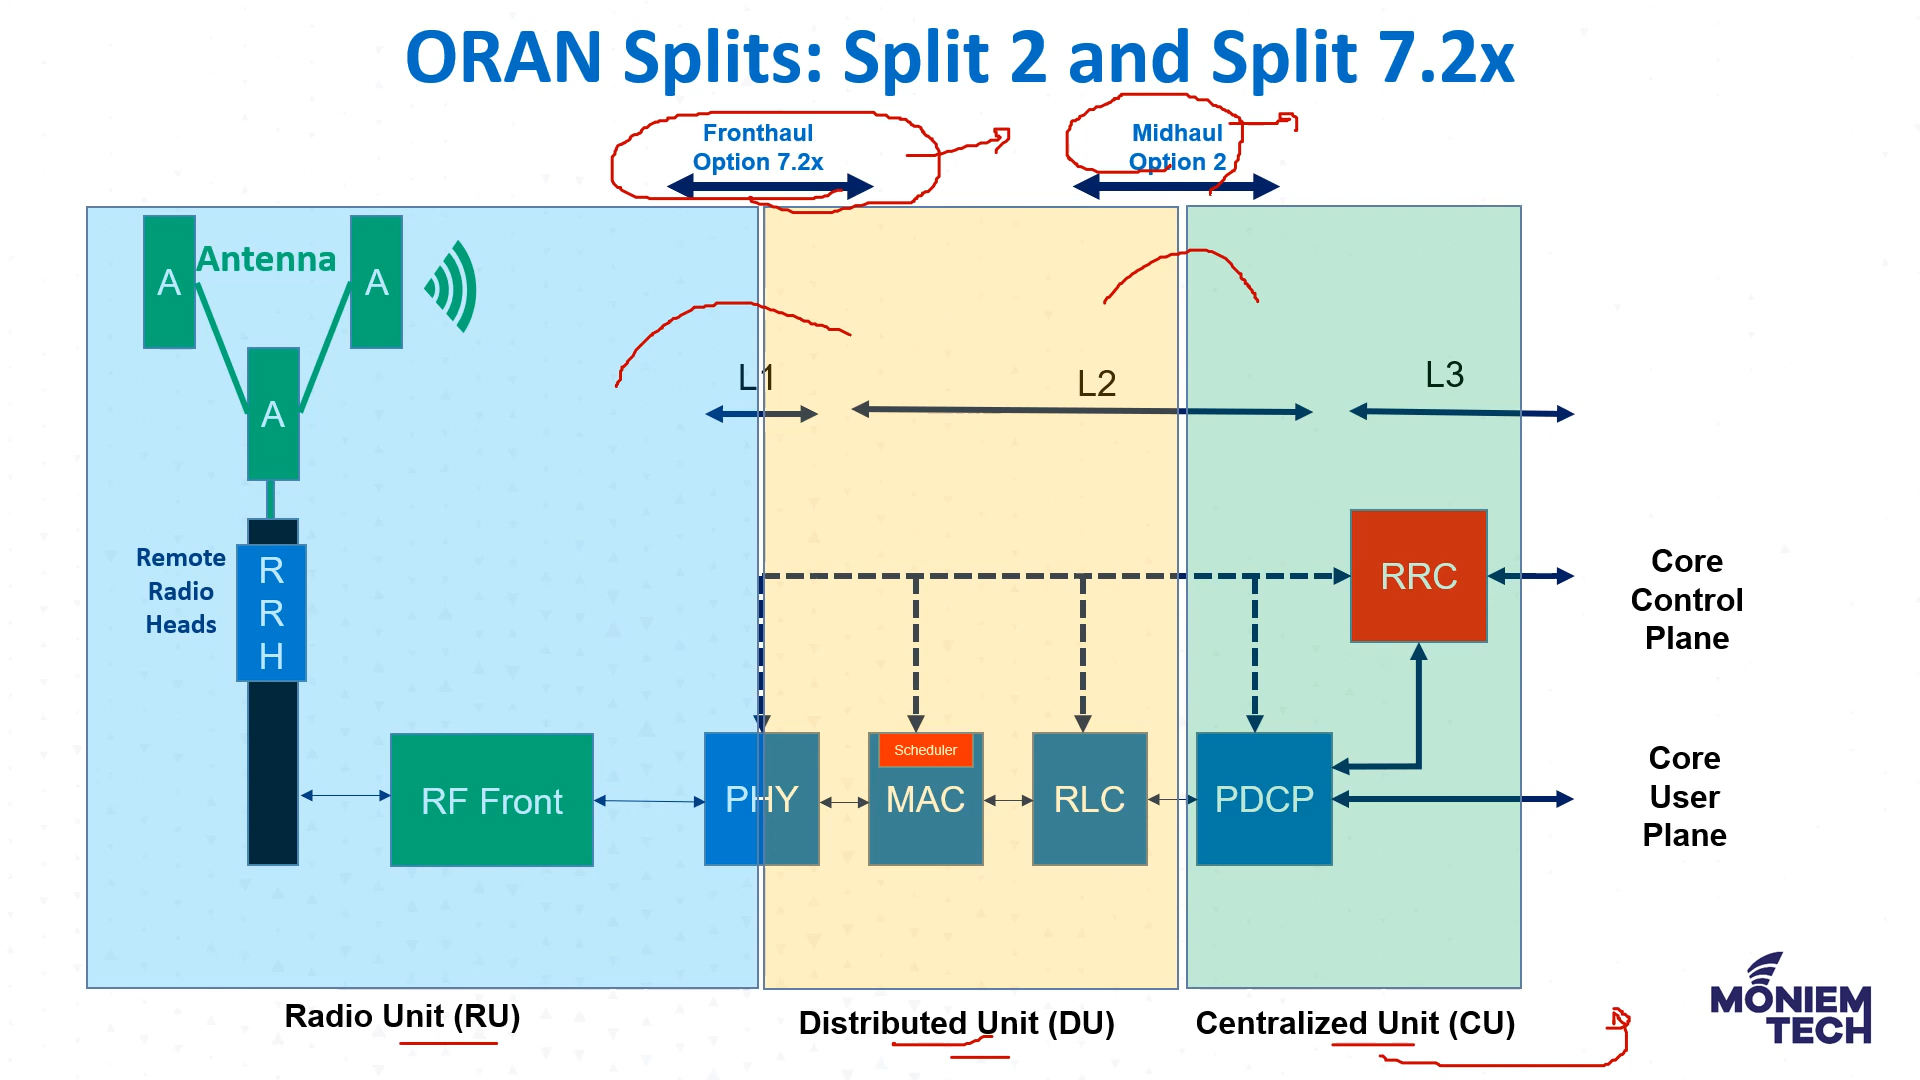 ORAN Splits: Split 2 and Split 7.2x
Fronthaul
Option 7.2x
Midhaul
Option 2
A
Antenna
A
A
L1
L2
L3
Remote
Radio
Heads
R
R
H
RF Front
PHY
Scheduler
MAC
RLC
PDCP
RRC
Core
Control
Plane
Core
User
Plane
Radio Unit (RU)
Distributed Unit (DU)
Centralized Unit (CU)
MONIEM
TECH